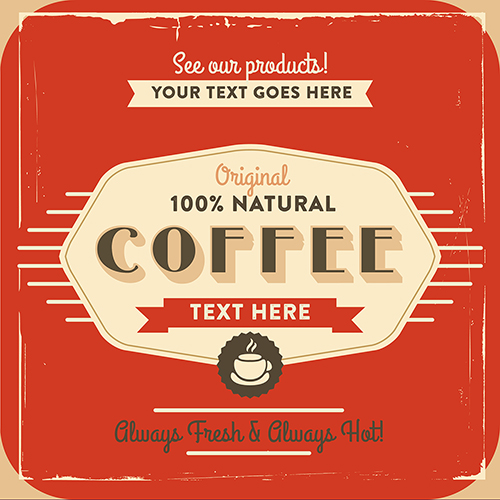 See our products!
YOUR TEXT GOES HERE
Original
100% NATURAL
COFFEE
TEXT HERE
Always Fresh & Always Hot!